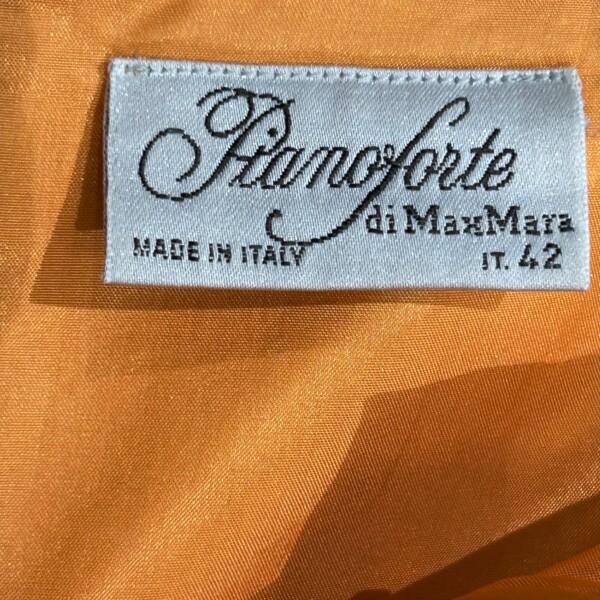 Pianoforte
di MaxMara
MADE IN ITALY
IT. 42